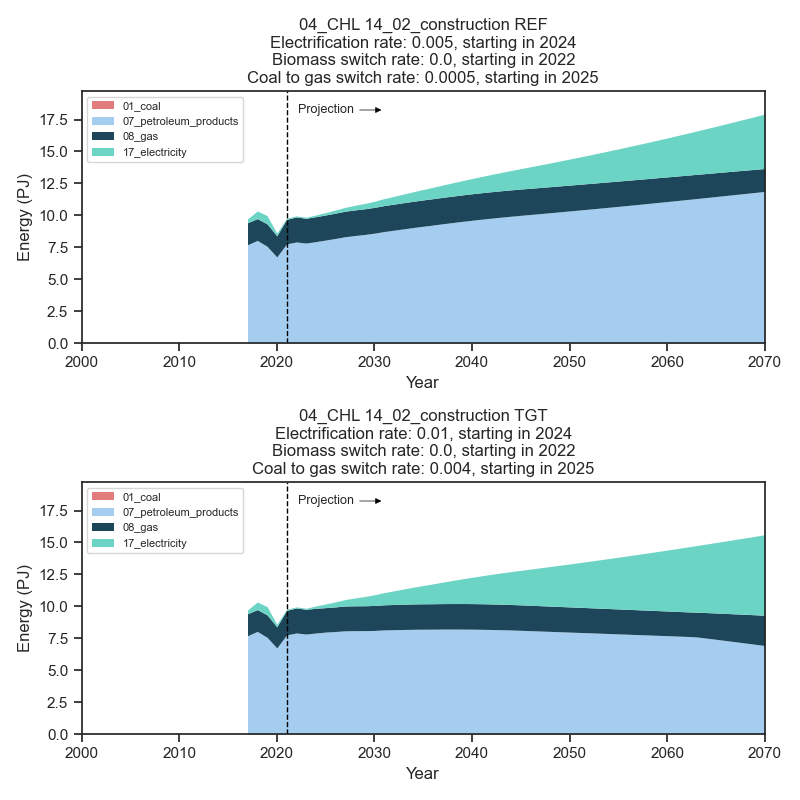 04_CHL 14_02_construction REF
Electrification rate: 0.005, starting in 2024
Biomass switch rate: 0.0, starting in 2022
Coal to gas switch rate: 0.0005, starting in 2025
01_coal
07_petroleum_products
08_gas
17_electricity
Projection
Energy (PJ)
17.5
15.0
12.5
10.0
7.5
5.0
2.5
0.0
2000 2010 2020 2030 2040 2050 2060 2070
Year
04_CHL 14_02_construction TGT
Electrification rate: 0.01, starting in 2024
Biomass switch rate: 0.0, starting in 2022
Coal to gas switch rate: 0.004, starting in 2025
01_coal
07_petroleum_products
08_gas
17_electricity
Projection
Energy (PJ)
17.5
15.0
12.5
10.0
7.5
5.0
2.5
0.0
2000 2010 2020 2030 2040 2050 2060 2070
Year